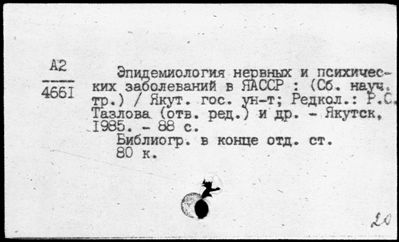 А2
4661
Эпидемиология нервных и психичес-
ких заболеваний в ЯАССР : (Сб. науч.
тр.) / Якут. гос. ун-т; Редкол.: Р.С.
Тазлова (отв. ред.) и др. - Якутск,
1985. - 88 с.
Библиогр. в конце отд. ст.
80 к.
20